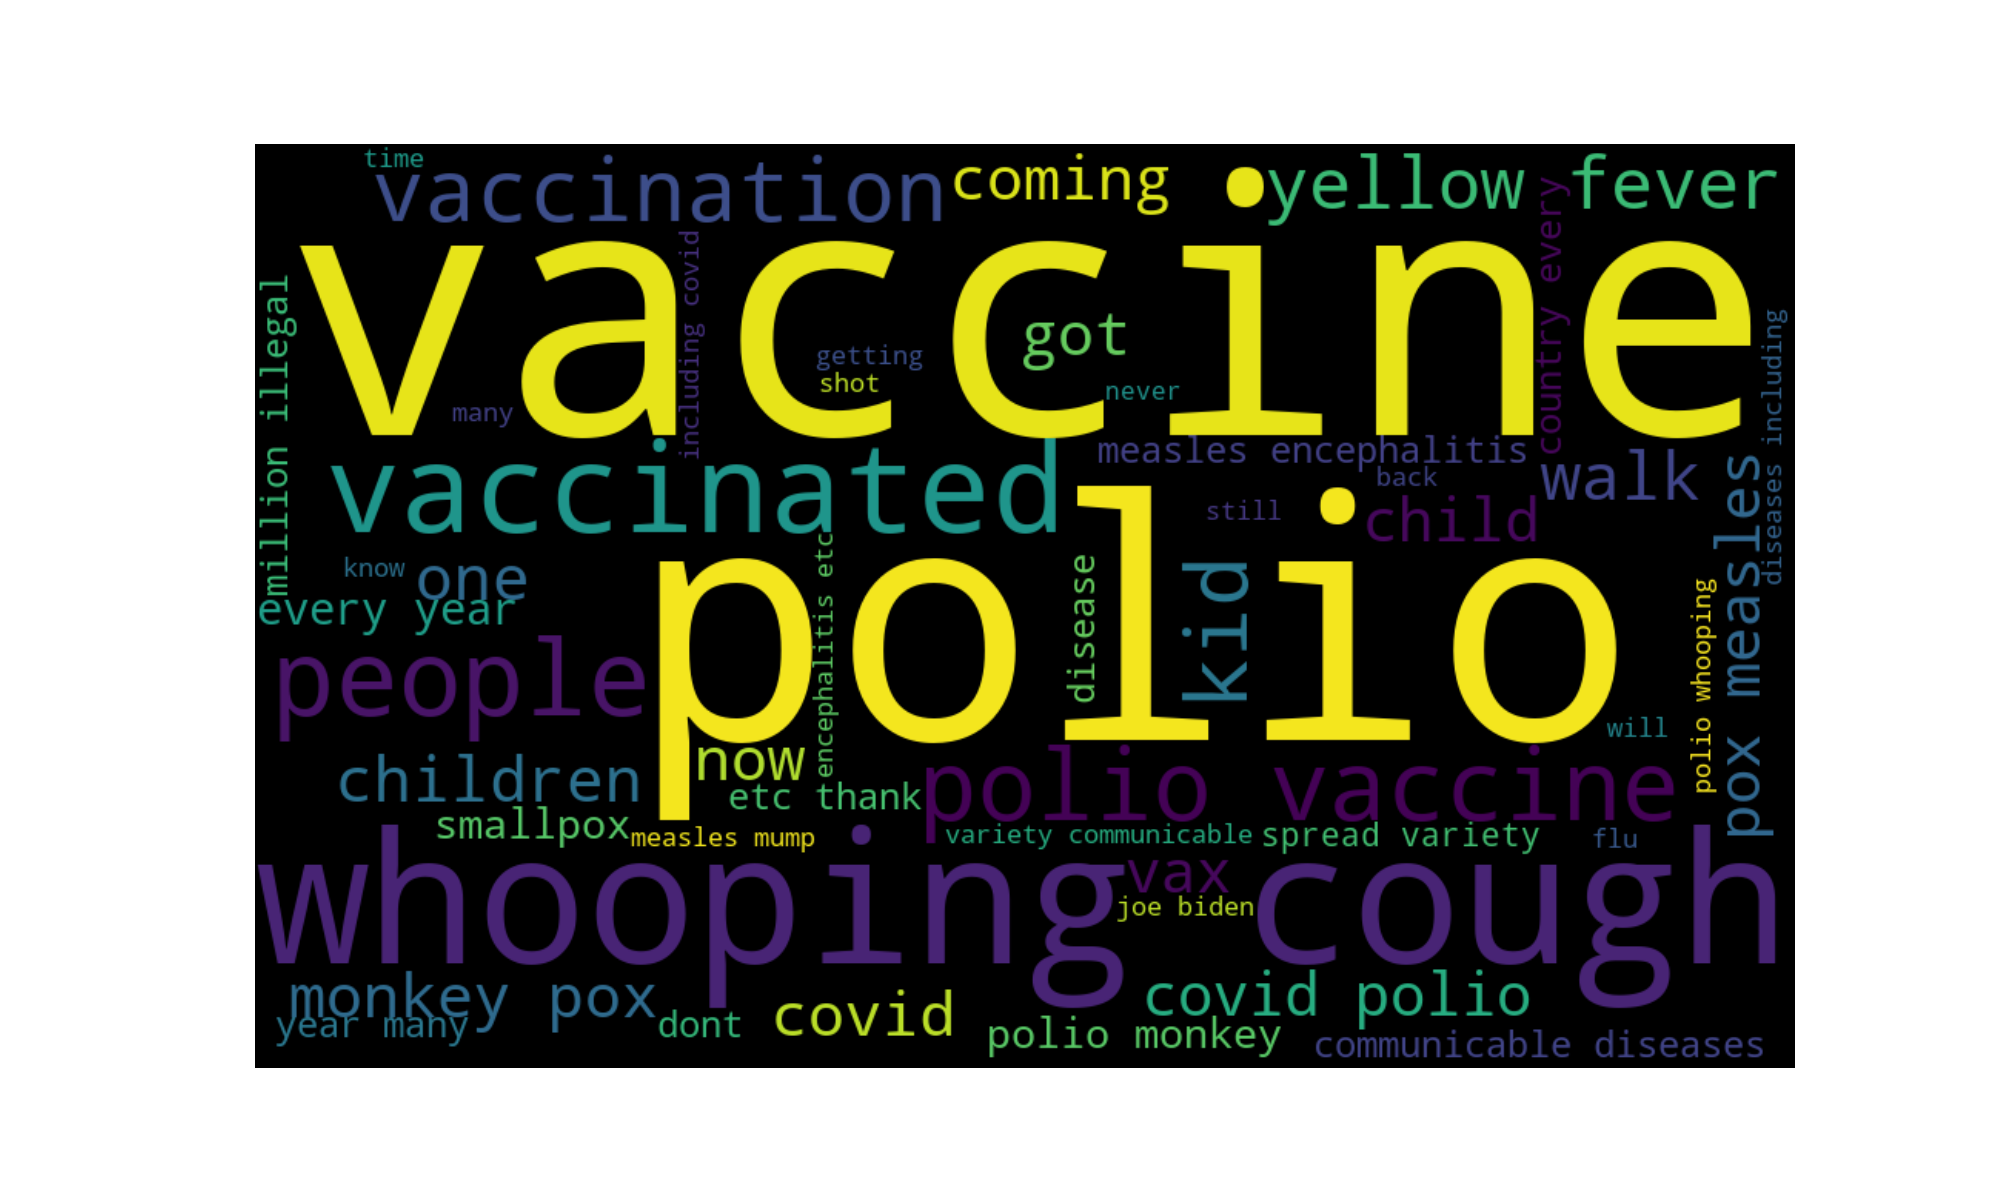 time
vaccination
coming
yellow fever
vaccine
including covid
country every
million illegal
diseases including
got
getting
shot
never
many
vaccinated
measles encephalitis
back
walk
still
child
polio
know
one
every year
encephalitis etc
disease
kid
pox measles
polio whooping
people
will
now
children
etc thank
polio vaccine
smallpox
measles mump
variety communicable
spread variety
flu
whooping cough
vax
joe biden
monkey pox
covid polio
year many
dont
covid
polio monkey
communicable diseases